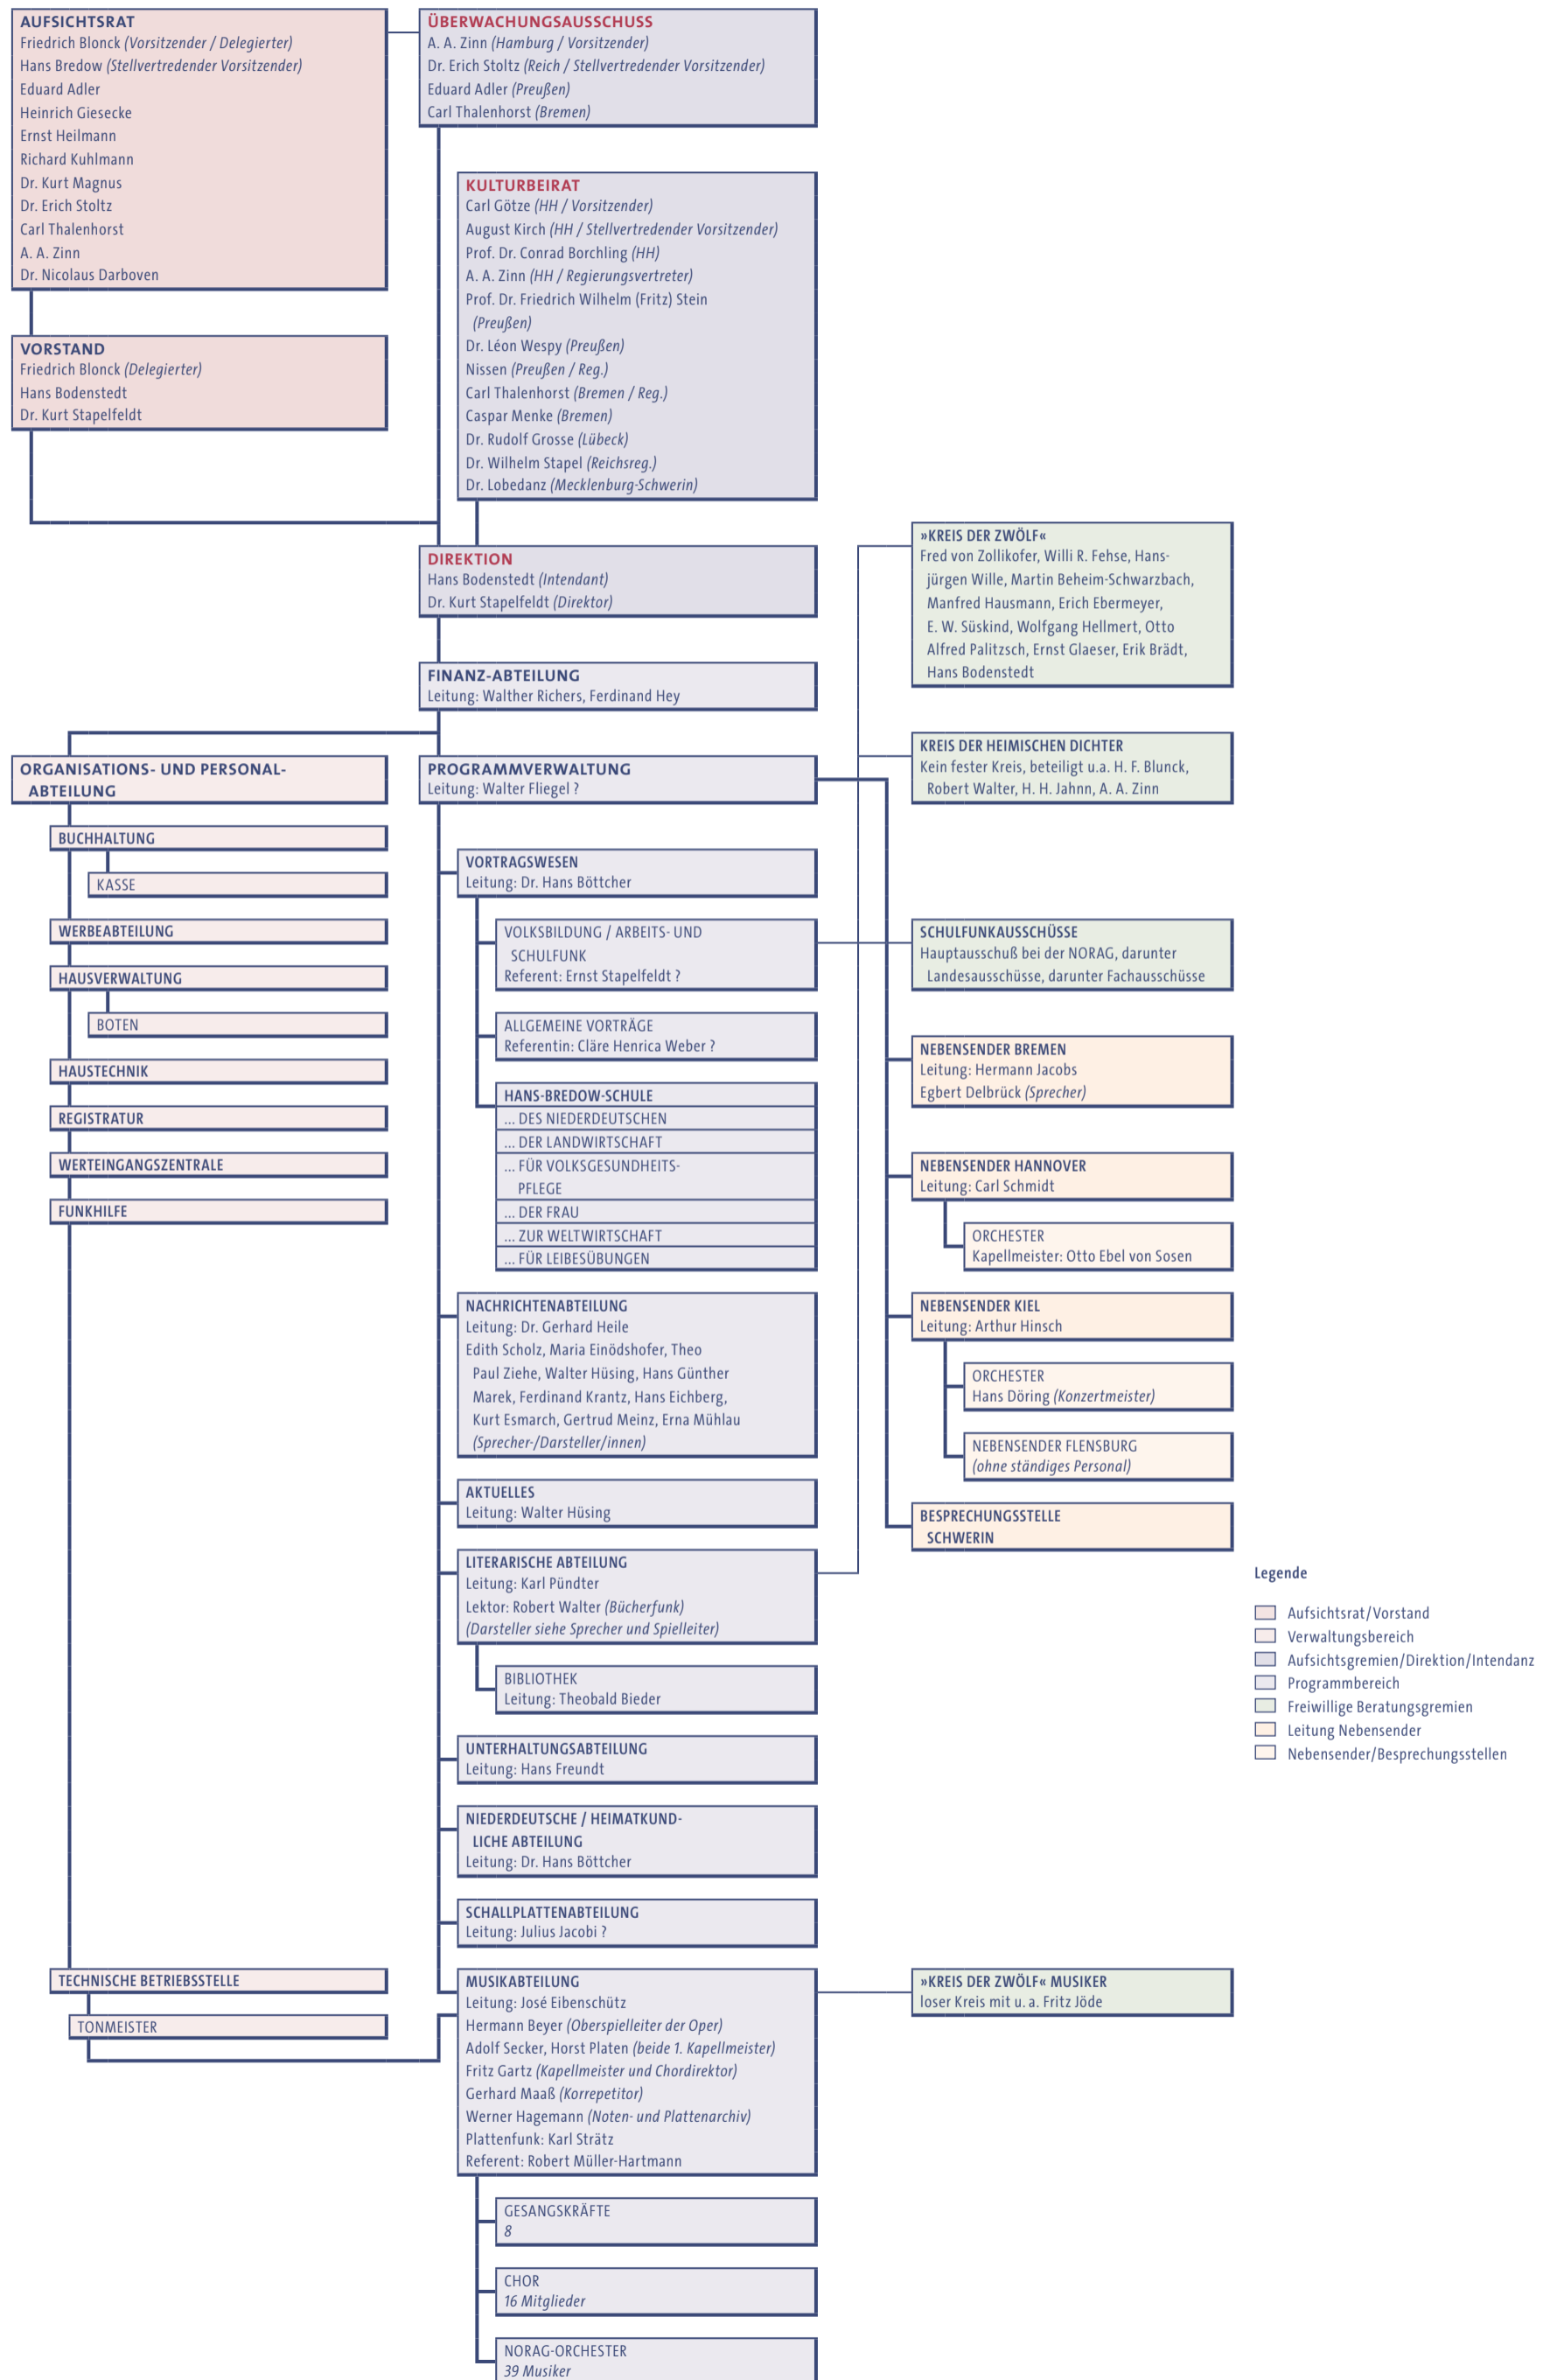 AUFSICHTSRAT
Friedrich Blonck (Vorsitzender / Delegierter)
Hans Bredow (Stellvertredender Vorsitzender)
Eduard Adler
Heinrich Giesecke
Ernst Heilmann
Richard Kuhlmann
Dr. Kurt Magnus
Dr. Erich Stoltz
Carl Thalenhorst
A. A. Zinn
Dr. Nicolaus Darboven
VORSTAND
Friedrich Blonck (Delegierter)
Hans Bodenstedt
Dr. Kurt Stapelfeldt
ÜBERWACHUNGSAUSSCHUSS
A. A. Zinn (Hamburg / Vorsitzender)
Dr. Erich Stoltz (Reich / Stellvertredender Vorsitzender)
Eduard Adler (Preußen)
Carl Thalenhorst (Bremen)
KULTURBEIRAT
Carl Götze (HH / Vorsitzender)
August Kirch (HH / Stellvertredender Vorsitzender)
Prof. Dr. Conrad Borchling (HH)
A. A. Zinn (HH / Regierungsvertreter)
Prof. Dr. Friedrich Wilhelm (Fritz) Stein
(Preußen)
Dr. Léon Wespy (Preußen)
Nissen (Preußen / Reg.)
Carl Thalenhorst (Bremen / Reg.)
Caspar Menke (Bremen)
Dr. Rudolf Grosse (Lübeck)
Dr. Wilhelm Stapel (Reichsreg.)
Dr. Lobedanz (Mecklenburg-Schwerin)
DIREKTION
Hans Bodenstedt (Intendant)
Dr. Kurt Stapelfeldt (Direktor)
FINANZ-ABTEILUNG
Leitung: Walther Richers, Ferdinand Hey
ORGANISATIONS- UND PERSONAL-
ABTEILUNG
BUCHHALTUNG
KASSE
WERBEABTEILUNG
HAUSVERWALTUNG
BOTEN
HAUSTECHNIK
REGISTRATUR
WERTEINGANGSZENTRALE
FUNKHILFE
TECHNISCHE BETRIEBSSTELLE
TONMEISTER
PROGRAMMVERWALTUNG
Leitung: Walter Fliegel ?
VORTRAGSWESEN
Leitung: Dr. Hans Böttcher
VOLKSBILDUNG / ARBEITS- UND
SCHULFUNK
Referent: Ernst Stapelfeldt ?
ALLGEMEINE VORTRÄGE
Referentin: Cläre Henrica Weber ?
HANS-BREDOW-SCHULE
... DES NIEDERDEUTSCHEN
... DER LANDWIRTSCHAFT
... FÜR VOLKSGESUNDHEITS-
PFLEGE
... DER FRAU
... ZUR WELTWIRTSCHAFT
... FÜR LEIBESÜBUNGEN
NACHRICHTENABTEILUNG
Leitung: Dr. Gerhard Heile
Edith Scholz, Maria Einödshofer, Theo
Paul Ziehe, Walter Hüsing, Hans Günther
Marek, Ferdinand Krantz, Hans Eichberg,
Kurt Esmarch, Gertrud Meinz, Erna Mühlau
(Sprecher-/Darsteller/innen)
AKTUELLES
Leitung: Walter Hüsing
LITERARISCHE ABTEILUNG
Leitung: Karl Pündter
Lektor: Robert Walter (Bücherfunk)
(Darsteller siehe Sprecher und Spielleiter)
BIBLIOTHEK
Leitung: Theobald Bieder
UNTERHALTUNGSABTEILUNG
Leitung: Hans Freundt
NIEDERDEUTSCHE / HEIMATKUND-
LICHE ABTEILUNG
Leitung: Dr. Hans Böttcher
SCHALLPLATTENABTEILUNG
Leitung: Julius Jacobi ?
MUSIKABTEILUNG
Leitung: José Eibenschütz
Hermann Beyer (Oberspielleiter der Oper)
Adolf Secker, Horst Platen (beide 1. Kapellmeister)
Fritz Gartz (Kapellmeister und Chordirektor)
Gerhard Maaß (Korrepetitor)
Werner Hagemann (Noten- und Plattenarchiv)
Plattenfunk: Karl Strätz
Referent: Robert Müller-Hartmann
GESANGSKRÄFTE
8
CHOR
16 Mitglieder
NORAG-ORCHESTER
39 Musiker
»KREIS DER ZWÖLF«
Fred von Zollikofer, Willi R. Fehse, Hans-
jürgen Wille, Martin Beheim-Schwarzbach,
Manfred Hausmann, Erich Ebermeyer,
E. W. Süskind, Wolfgang Hellmert, Otto
Alfred Palitzsch, Ernst Glaeser, Erik Brädt,
Hans Bodenstedt
KREIS DER HEIMISCHEN DICHTER
Kein fester Kreis, beteiligt u.a. H. F. Blunck,
Robert Walter, H. H. Jahnn, A. A. Zinn
SCHULFUNKAUSSCHÜSSE
Hauptausschuß bei der NORAG, darunter
Landesausschüsse, darunter Fachausschüsse
NEBENSENDER BREMEN
Leitung: Hermann Jacobs
Egbert Delbrück (Sprecher)
NEBENSENDER HANNOVER
Leitung: Carl Schmidt
ORCHESTER
Kapellmeister: Otto Ebel von Sosen
NEBENSENDER KIEL
Leitung: Arthur Hinsch
ORCHESTER
Hans Döring (Konzertmeister)
NEBENSENDER FLENSBURG
(ohne ständiges Personal)
BESPRECHUNGSSTELLE
SCHWERIN
»KREIS DER ZWÖLF« MUSIKER
loser Kreis mit u. a. Fritz Jöde
Legende
Aufsichtsrat/Vorstand
Verwaltungsbereich
Aufsichtsgremien/Direktion/Intendanz
Programmbereich
Freiwillige Beratungsgremien
Leitung Nebensender
Nebensender/Besprechungsstellen